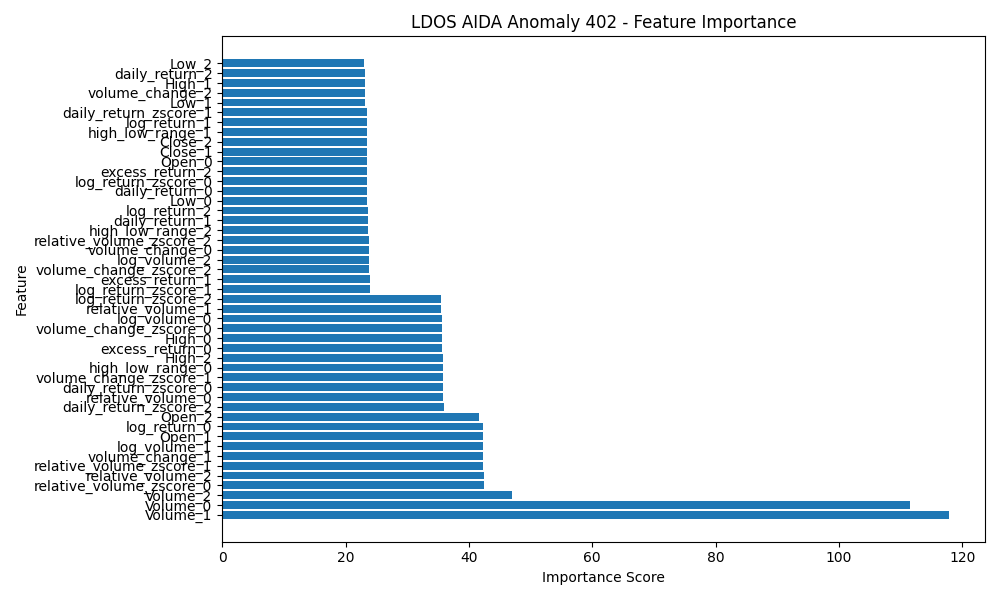 LDOS AIDA Anomaly 402 - Feature Importance
Low_2
daily_return_2
High_1
volume_change_2
Low_1
daily_return_zscore_1
log_return_1
high_low_range_1
Close_2
Close_1
Open_0
excess_return_2
log_return_zscore_0
daily_return_0
Low_0
log_return_2
daily_return_1
high_low_range_2
relative_volume_zscore_2
volume_change_0
log_volume_2
volume_change_zscore_2
excess_return_1
log_return_zscore_1
log_return_zscore_2
relative_volume_1
log_volume_0
volume_change_zscore_0
High_0
excess_return_0
High_2
high_low_range_0
volume_change_zscore_1
daily_return_zscore_0
relative_volume_0
daily_return_zscore_2
Open_2
log_return_0
Open_1
log_volume_1
volume_change_1
relative_volume_zscore_1
relative_volume_2
relative_volume_zscore_0
Volume_2
Volume_0
Volume_1
Feature
0 20 40 60 80 100 120
Importance Score